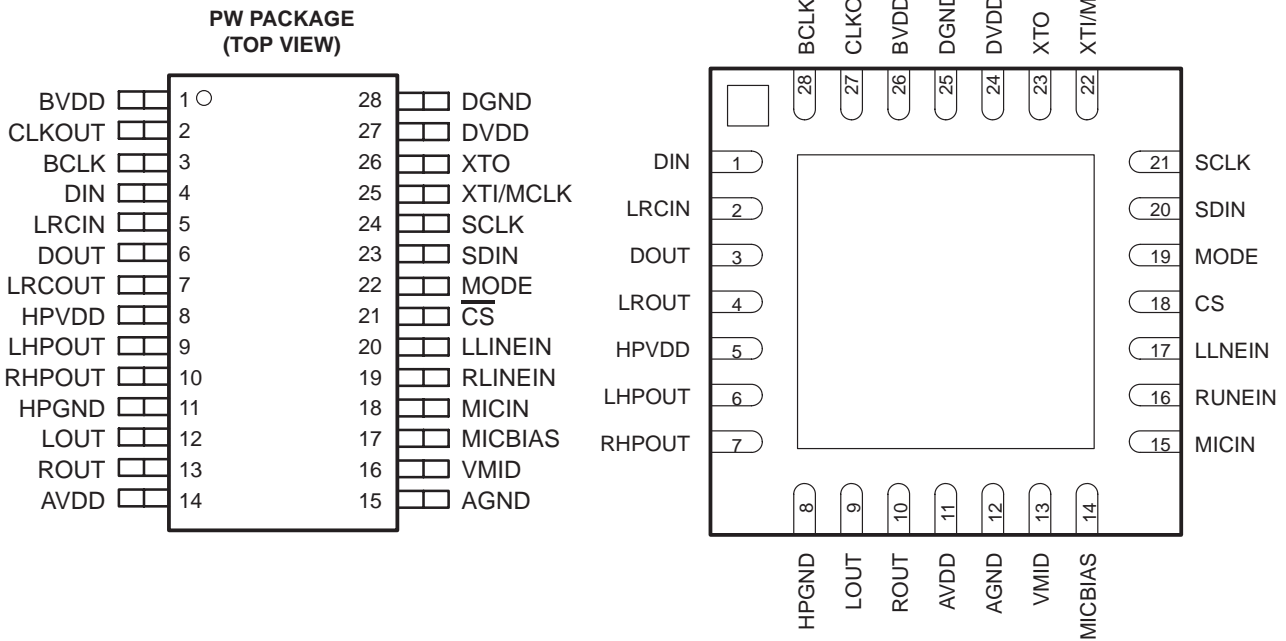 PW PACKAGE
(TOP VIEW)
BVDD 1 28 DGND
CLKOUT 2 27 DVDD
BCLK 3 26 XTO
DIN 4 25 XTI/MCLK
LRCIN 5 24 SCLK
DOUT 6 23 SDIN
LRCOUT 7 22 MODE
HPVDD 8 21 CS
LHPOUT 9 20 LLINEIN
RHPOUT 10 19 RLINEIN
HPGND 11 18 MICIN
LOUT 12 17 MICBIAS
ROUT 13 16 VMID
AVDD 14 15 AGND
BCLK
CLKO
BVDD
DGND
DVDD
XTO
XTI/M
28 27 26 25 24 23 22
DIN 1 21 SCLK
LRCIN 2 20 SDIN
DOUT 3 19 MODE
LROUT 4 18 CS
HPVDD 5 17 LLNEIN
LHPOUT 6 16 RUNEIN
RHPOUT 7 15 MICIN
8 9 10 11 12 13 14
HPGND
LOUT
ROUT
AVDD
AGND
VMID
MICBIAS